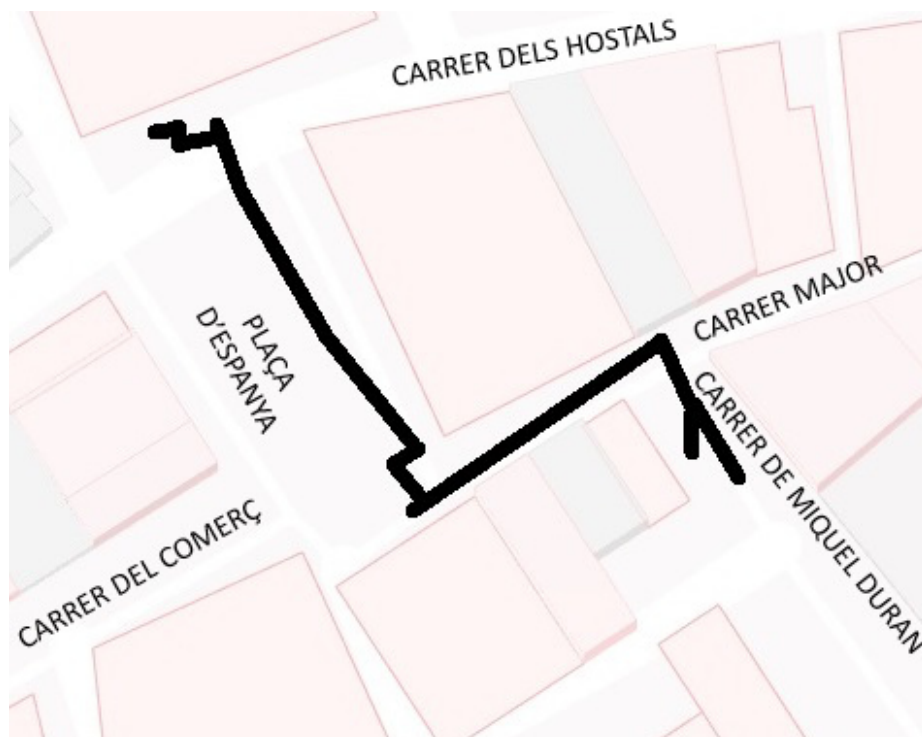 CARRER DELS HOSTALS
CARRER MAJOR
PLAÇA
D'ESPANYA
CARRER DE MIQUEL DURAN
CARRER DEL COMERÇ